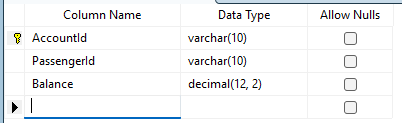 Column Name Data Type Allow Nulls
AccountId varchar(10)
PassengerId varchar(10)
Balance decimal(12, 2)